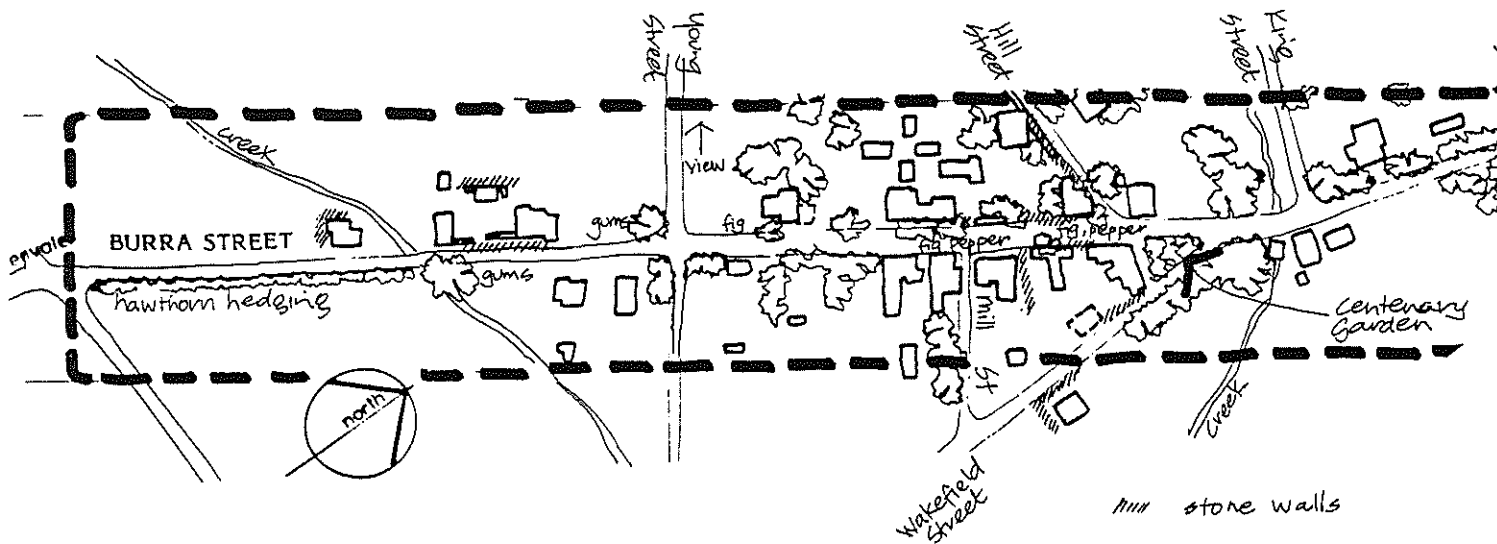 Young
Street
Hill
Street
King
Street
creek
view
BURRA STREET
gums
fig
fig, pepper
fig, pepper
gums
hawthorn hedging
Mill
St
centenary
Garden
north
creek
Wakefield
Street
stone walls